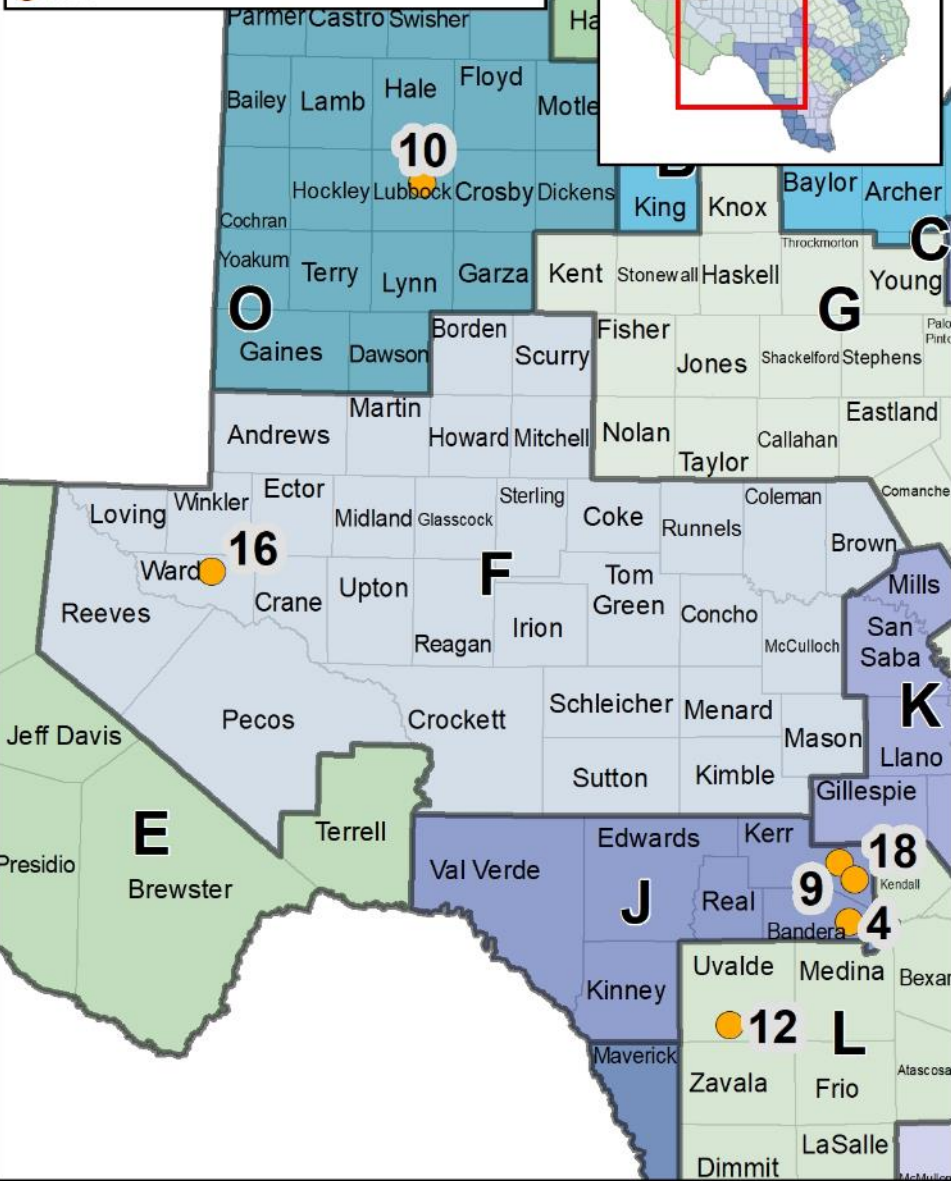 Parmer Castro Swisher
Ha
Bailey Lamb Hale Floyd
Motle
10
Hockley Lubbock Crosby Dickens
Cochran
King Knox Baylor Archer
C
Throckmorton
Yoakum Terry Lynn Garza
Kent Stonewall Haskell Young
O
G
Borden Scurry
Gaines Dawson
Fisher Jones Shackelford Stephens
Palo
Pinto
Martin
Andrews Howard Mitchell
Nolan Taylor Callahan Eastland
Comanche
Loving Winkler Ector Midland Glasscock Sterling Coke Runnels Coleman Brown
16
Ward
F
Reeves Crane Upton Reagan Irion
Tom
Green
Concho
McCulloch
Mills
San
Saba
K
Llano
Jeff Davis Pecos Crockett Schleicher Menard Mason
Sutton Kimble
Gillespie
E
Terrell
Presidio Brewster
Val Verde Edwards Kerr
18
J
Real 9
Kendall
Bandera 4
Kinney
Uvalde Medina Bexar
12
L
Maverick
Zavala Frio Atascosa
Dimmit LaSalle